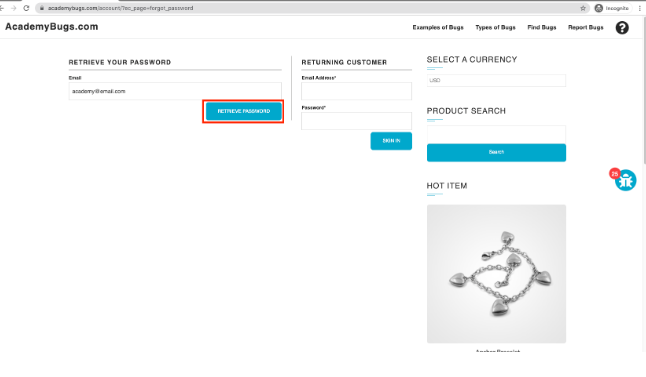 academybugs.com/account/?ec_page=forgot_password
Incognito
AcademyBugs.com
Examples of Bugs Types of Bugs Find Bugs Report Bugs ?
RETRIEVE YOUR PASSWORD
Email
academy@email.com
RETRIEVE PASSWORD
RETURNING CUSTOMER
Email Address*
Password*
SIGN IN
SELECT A CURRENCY
USD
PRODUCT SEARCH
Search
25
HOT ITEM